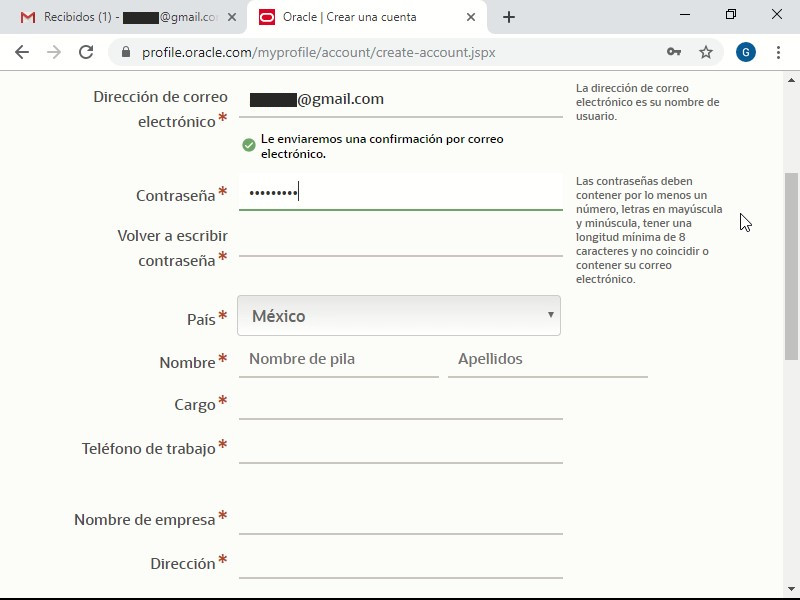 Recibidos (1) - @gmail.co
Oracle | Crear una cuenta
profile.oracle.com/myprofile/account/create-account.jspx
G
Dirección de correo
electrónico*
@gmail.com
La dirección de correo
electrónico es su nombre de
usuario.
Le enviaremos una confirmación por correo
electrónico.
Contraseña*
•••••••••
Las contraseñas deben
contener por lo menos un
número, letras en mayúscula
y minúscula, tener una
longitud mínima de 8
caracteres y no coincidir o
contener su correo
electrónico.
Volver a escribir
contraseña*
País*
México
Nombre*
Nombre de pila
Apellidos
Cargo*
Teléfono de trabajo*
Nombre de empresa*
Dirección*